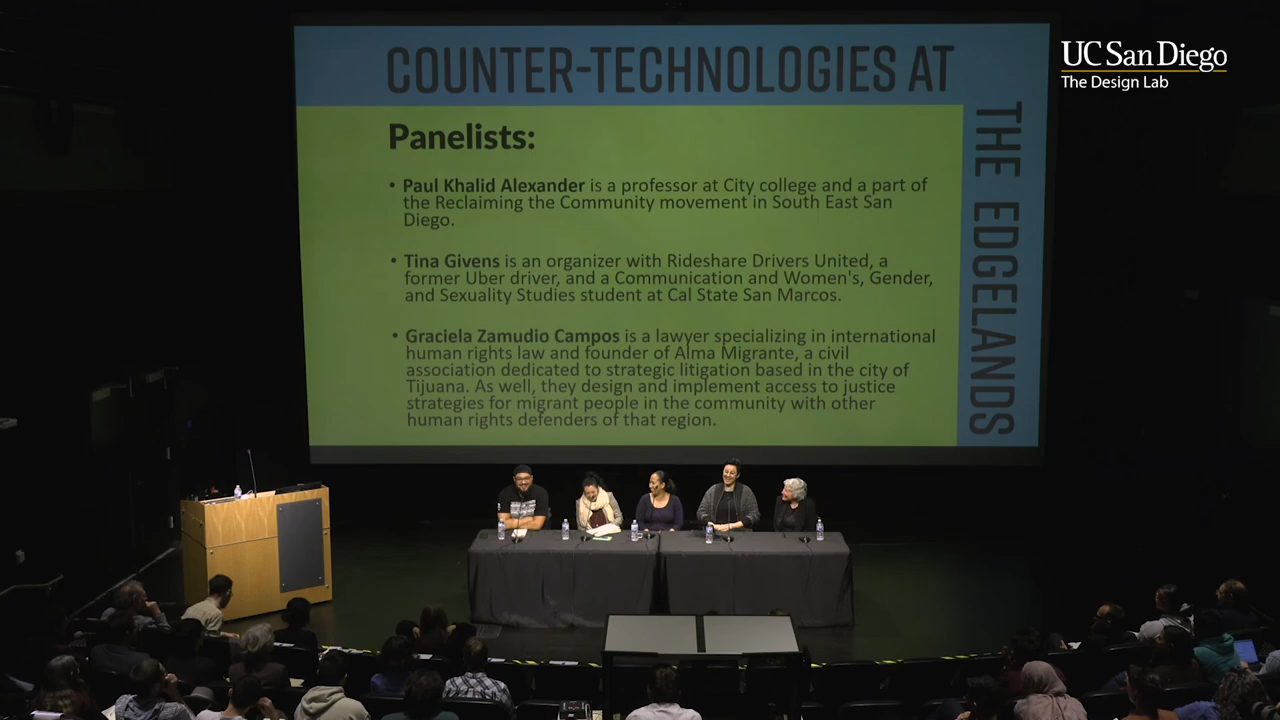 COUNTER-TECHNOLOGIES AT
THE EDGELANDS
UC San Diego
The Design Lab
Panelists:
• Paul Khalid Alexander is a professor at City college and a part of
the Reclaiming the Community movement in South East San
Diego.
• Tina Givens is an organizer with Rideshare Drivers United, a
former Uber driver, and a Communication and Women's, Gender,
and Sexuality Studies student at Cal State San Marcos.
• Graciela Zamudio Campos is a lawyer specializing in international
human rights law and founder of Alma Migrante, a civil
association dedicated to strategic litigation based in the city of
Tijuana. As well, they design and implement access to justice
strategies for migrant people in the community with other
human rights defenders of that region.